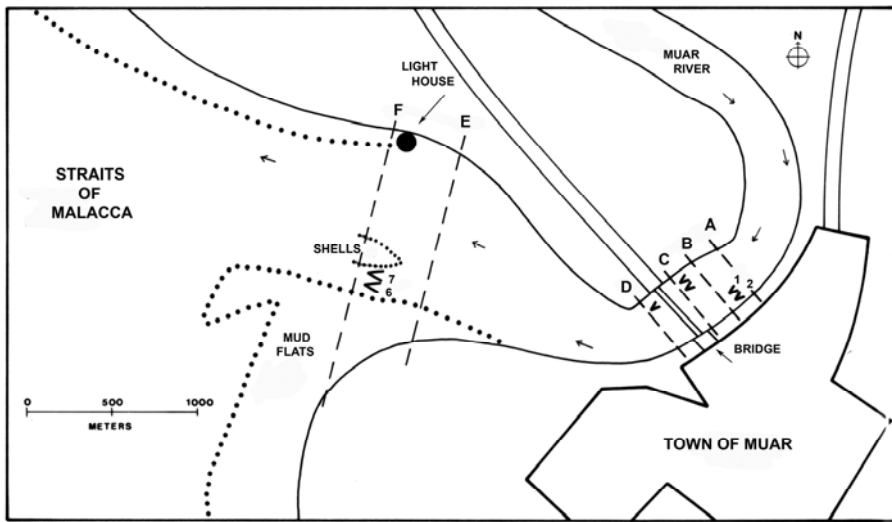 LIGHT
HOUSE
MUAR
RIVER
N
F
E
STRAITS
OF
MALACCA
SHELLS
7
6
A
B
C
D
1
2
MUD
FLATS
BRIDGE
0 500 1000
METERS
TOWN OF MUAR